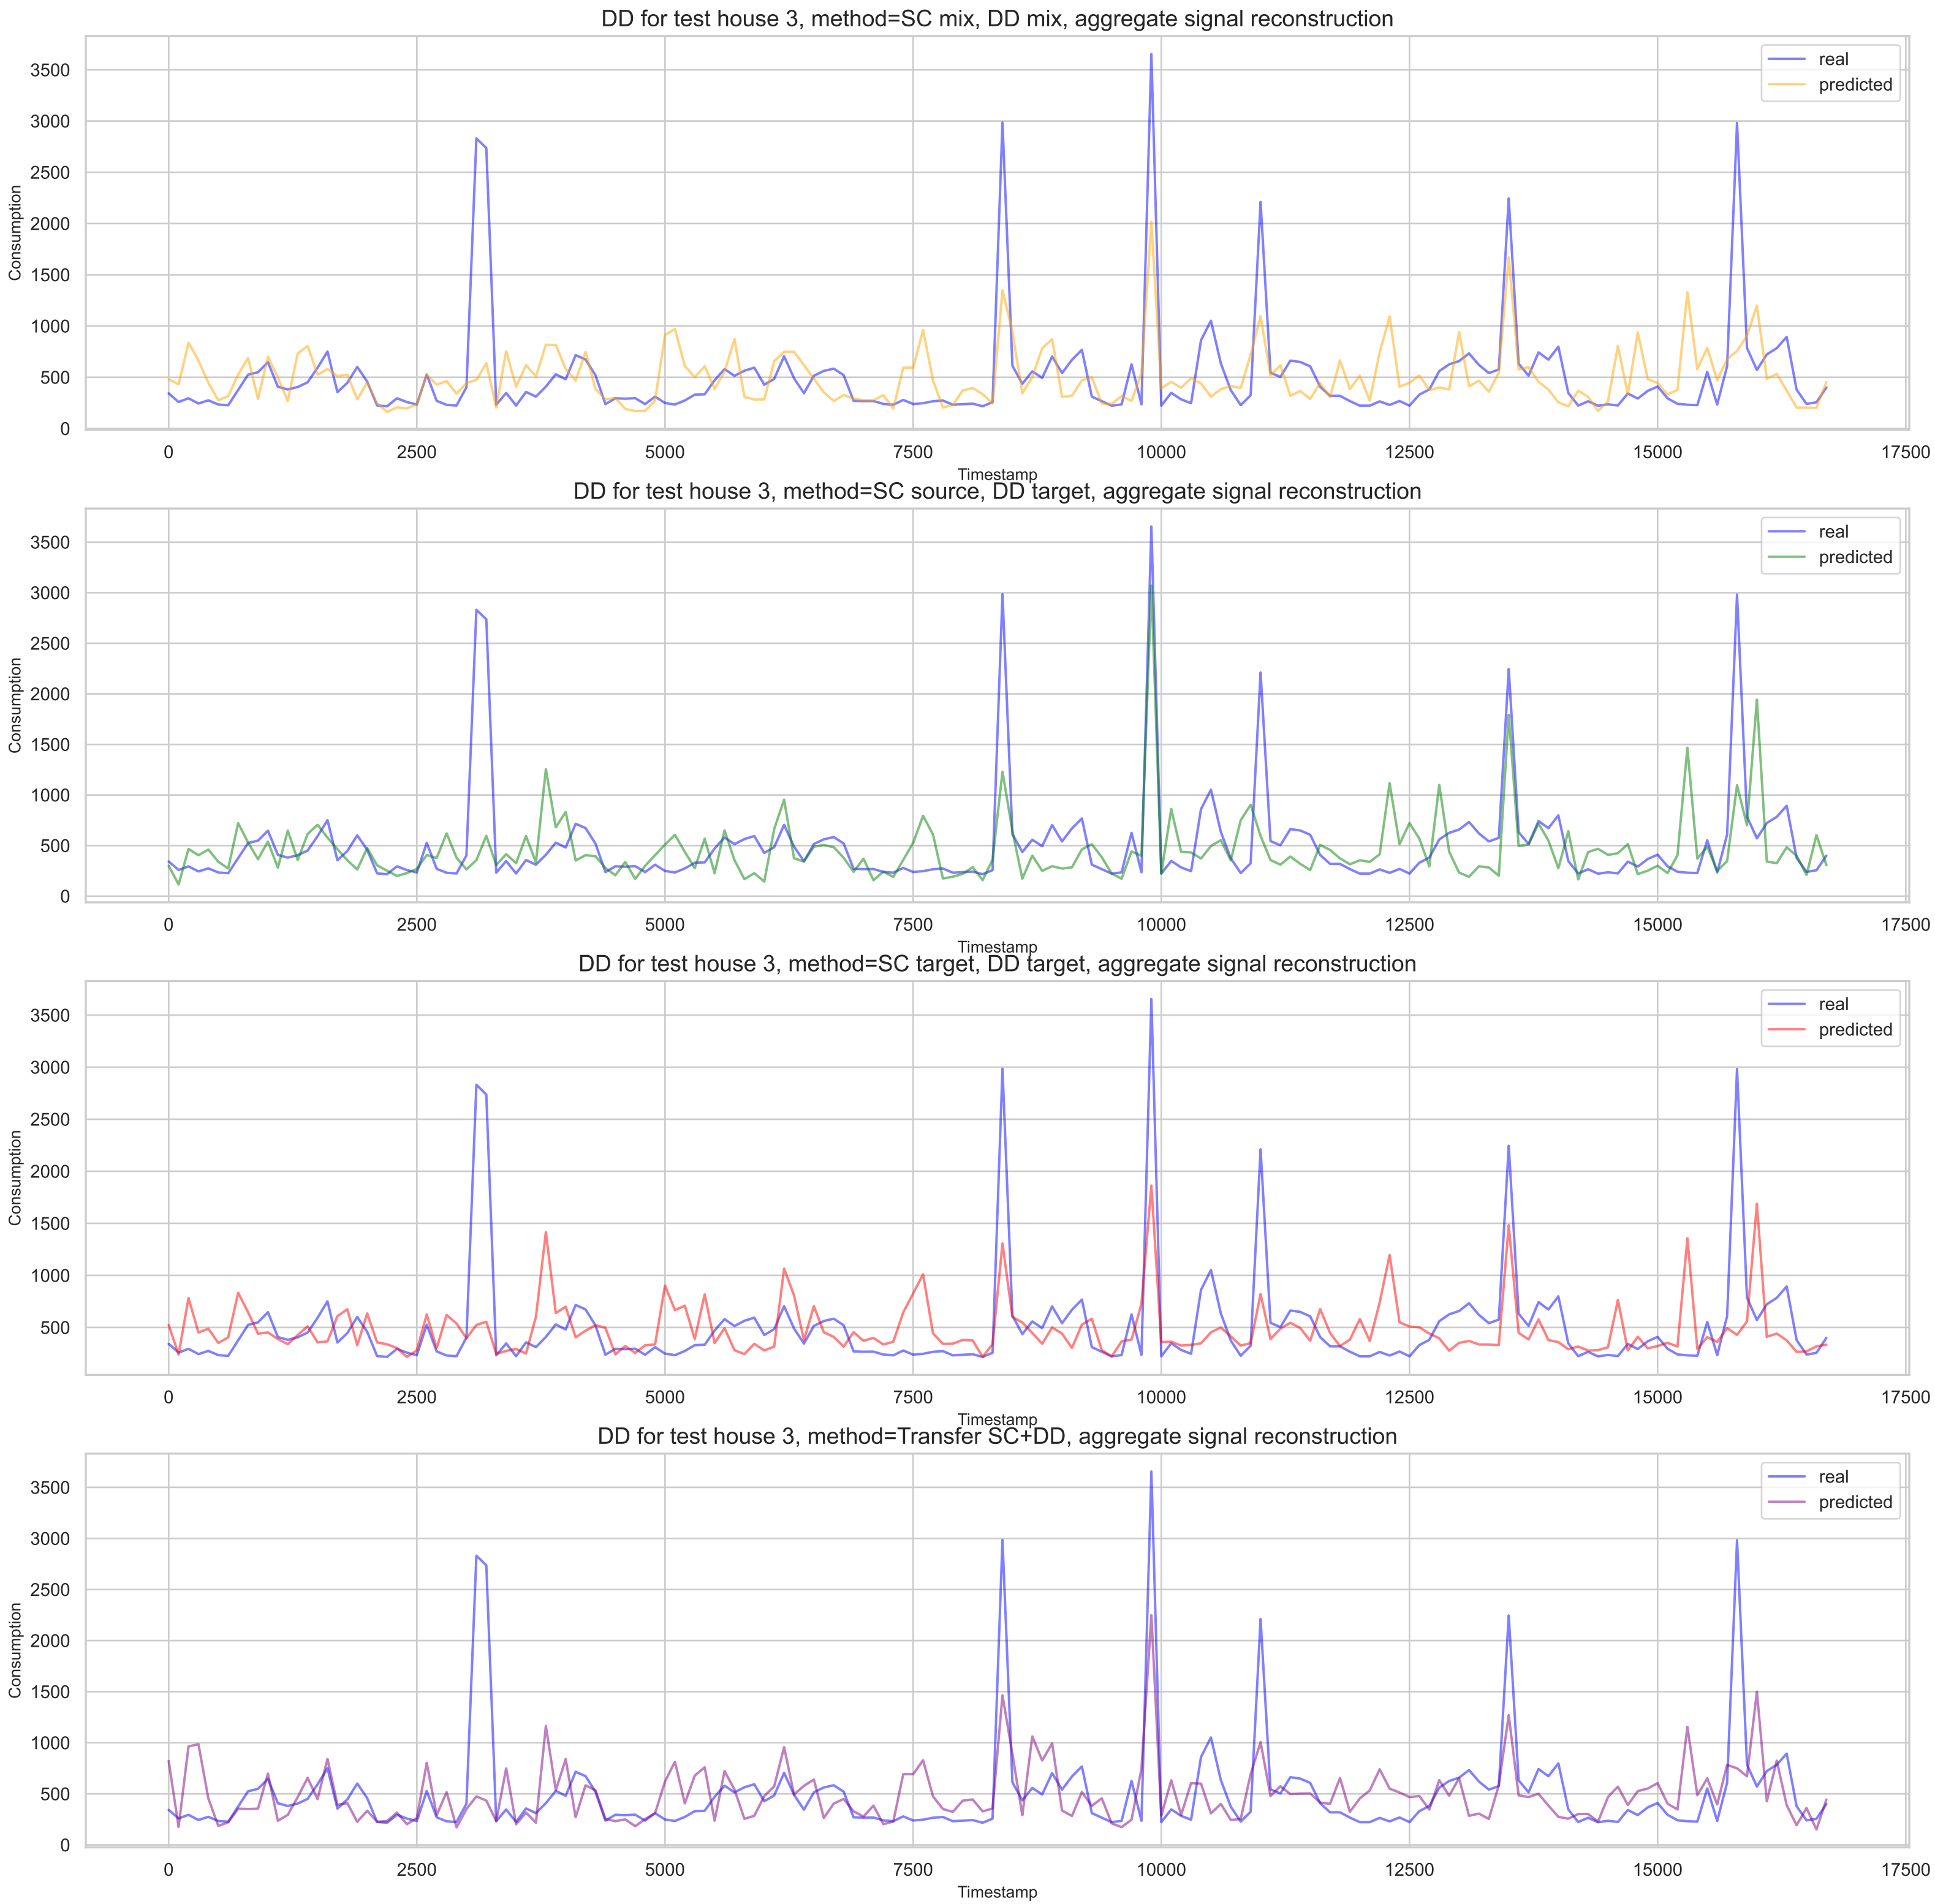 DD for test house 3, method=SC mix, DD mix, aggregate signal reconstruction
real
predicted
3500
3000
2500
2000
1500
1000
500
0
Consumption
0 2500 5000 7500 10000 12500 15000 17500
Timestamp
DD for test house 3, method=SC source, DD target, aggregate signal reconstruction
real
predicted
3500
3000
2500
2000
1500
1000
500
0
Consumption
0 2500 5000 7500 10000 12500 15000 17500
Timestamp
DD for test house 3, method=SC target, DD target, aggregate signal reconstruction
real
predicted
3500
3000
2500
2000
1500
1000
500
Consumption
0 2500 5000 7500 10000 12500 15000 17500
Timestamp
DD for test house 3, method=Transfer SC+DD, aggregate signal reconstruction
real
predicted
3500
3000
2500
2000
1500
1000
500
0
Consumption
0 2500 5000 7500 10000 12500 15000 17500
Timestamp